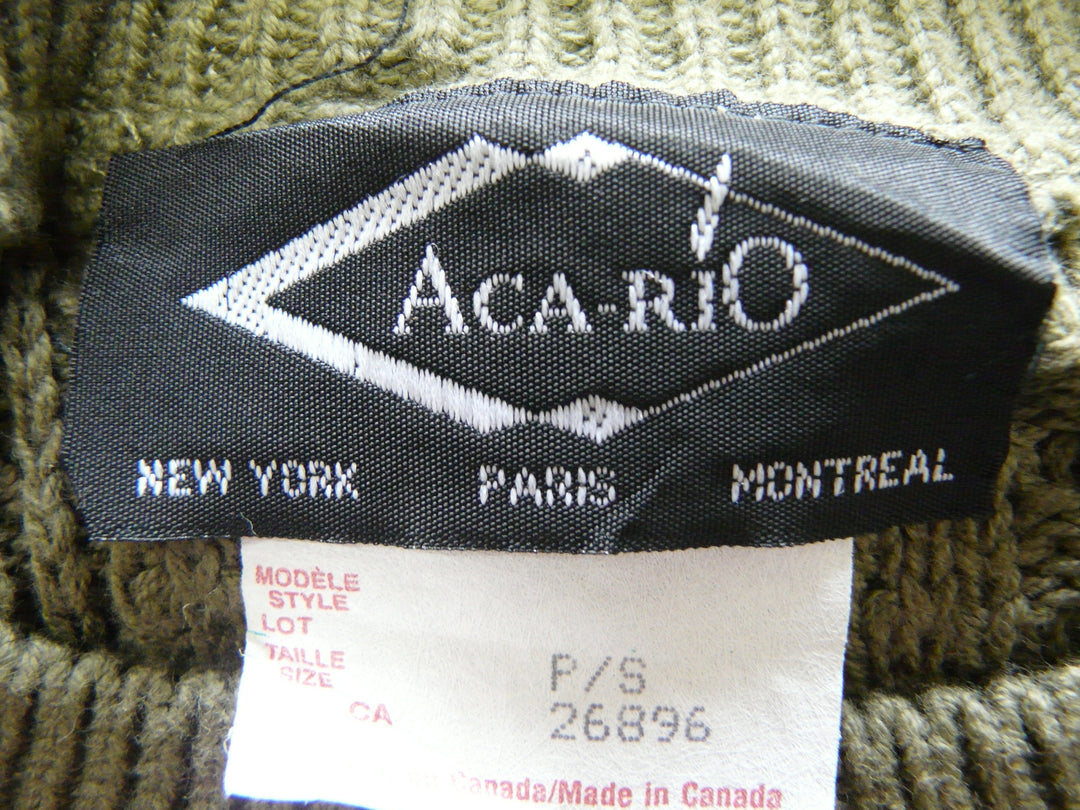 ACA-RIO
NEW YORK PARIS MONTREAL
MODÈLE
STYLE
LOT
TAILLE
SIZE P/S
CA 26896
Canada/Made in Canada